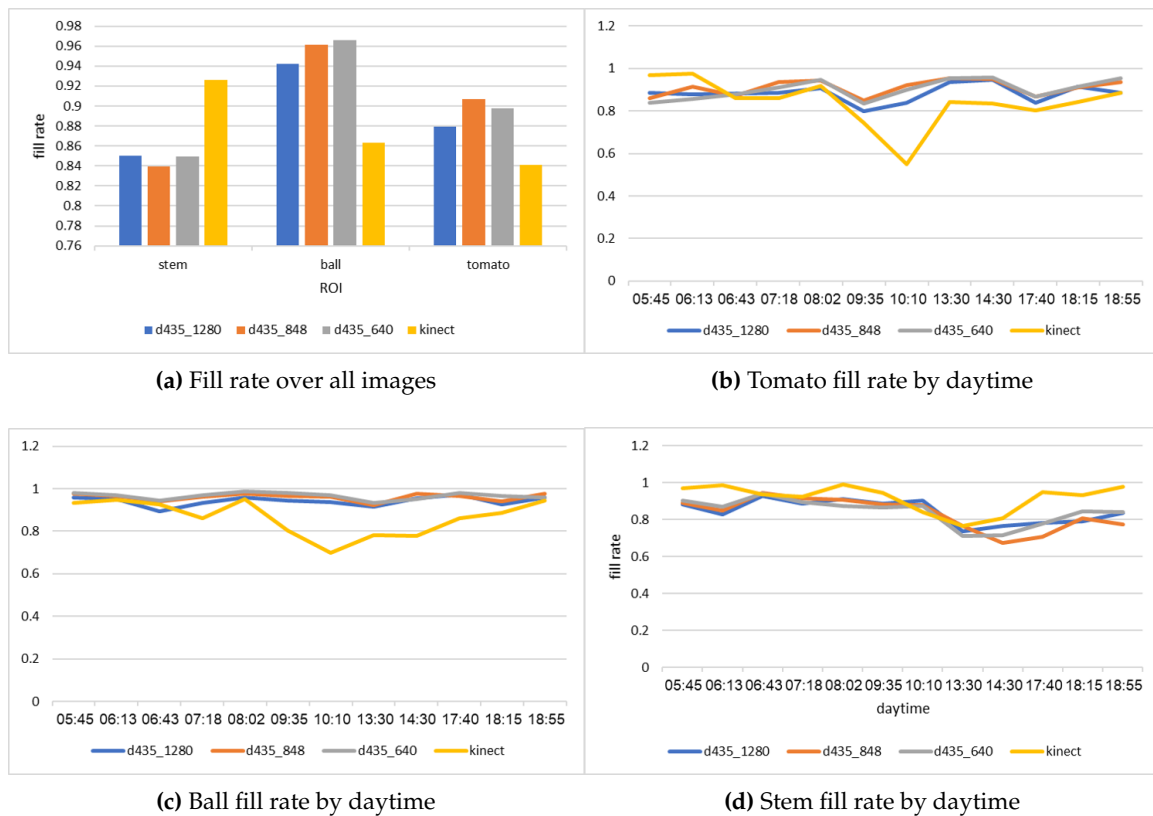 0.98
0.96
0.94
0.92
0.9
0.88
0.86
0.84
0.82
0.8
0.78
0.76
fill rate
stem ball tomato
ROI
d435_1280 d435_848 d435_640 kinect
(a) Fill rate over all images
1.2
1
0.8
0.6
0.4
0.2
0
05:45 06:13 06:43 07:18 08:02 09:35 10:10 13:30 14:30 17:40 18:15 18:55
d435_1280 d435_848 d435_640 kinect
(b) Tomato fill rate by daytime
1.2
1
0.8
0.6
0.4
0.2
0
05:45 06:13 06:43 07:18 08:02 09:35 10:10 13:30 14:30 17:40 18:15 18:55
d435_1280 d435_848 d435_640 kinect
(c) Ball fill rate by daytime
1.2
1
0.8
0.6
0.4
0.2
0
fill rate
05:45 06:13 06:43 07:18 08:02 09:35 10:10 13:30 14:30 17:40 18:15 18:55
daytime
d435_1280 d435_848 d435_640 kinect
(d) Stem fill rate by daytime